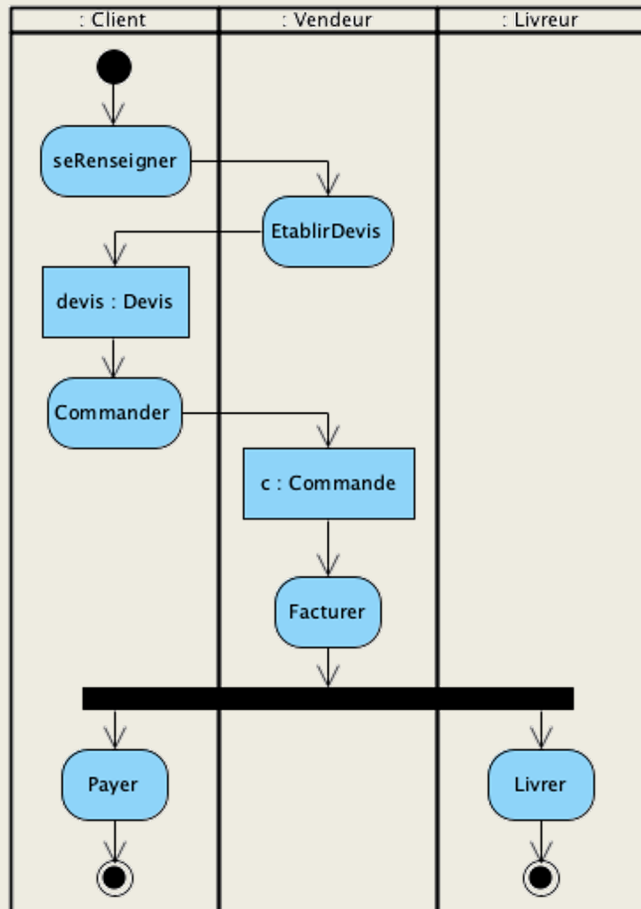 : Client
: Vendeur
: Livreur
seRenseigner
EtablirDevis
devis : Devis
Commander
c : Commande
Facturer
Payer
Livrer